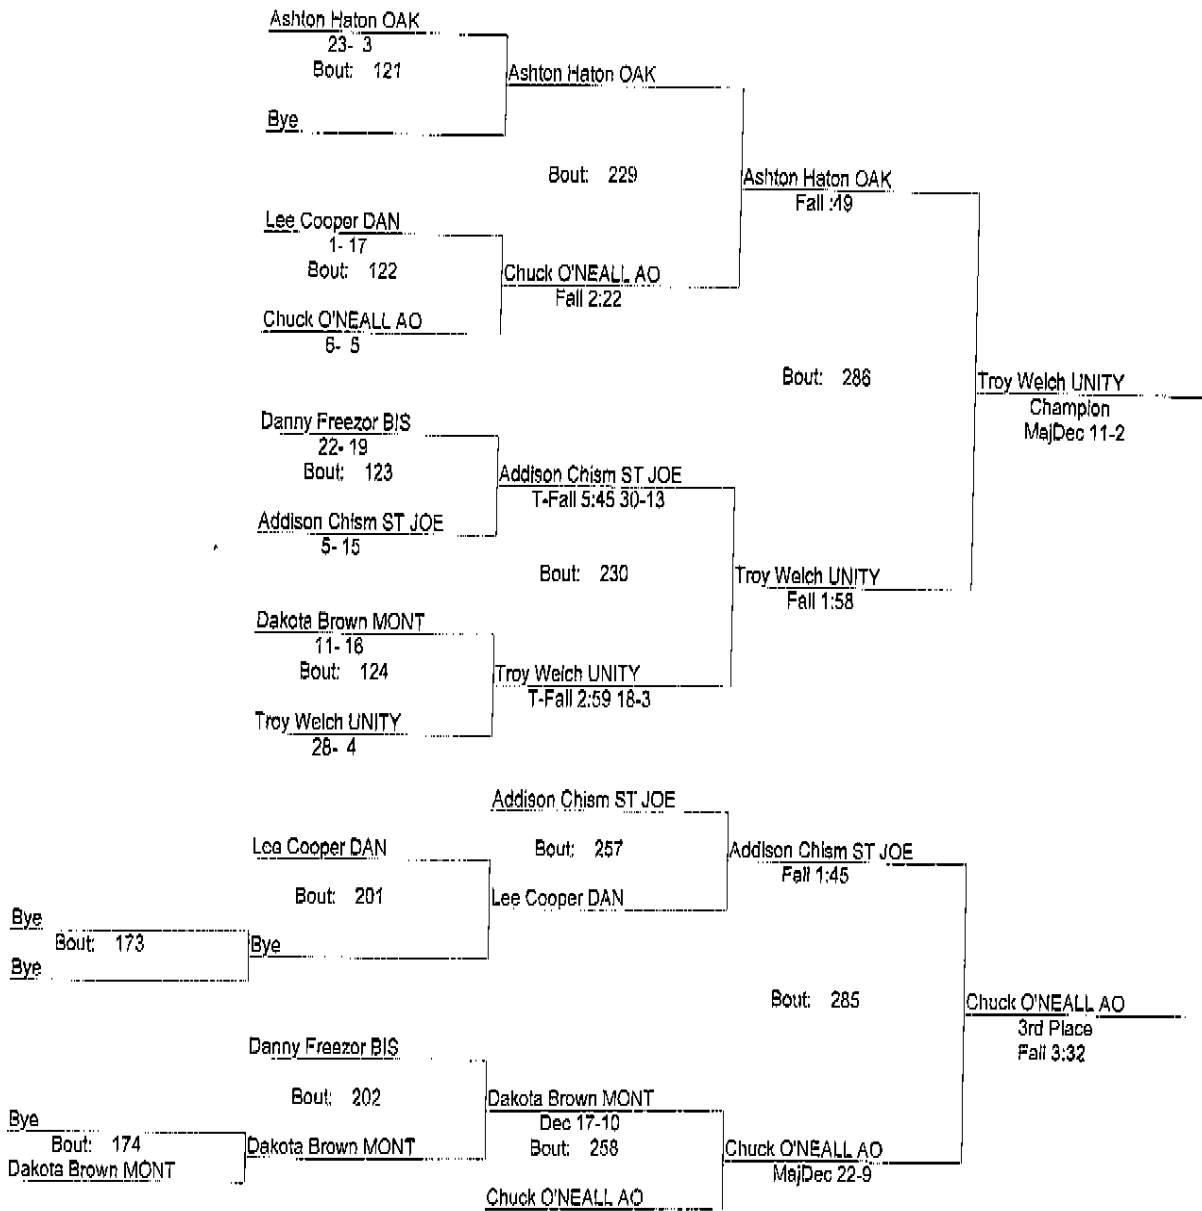 Ashton Haton OAK
23- 3
Bout: 121
Ashton Haton OAK
Bye
Bout: 229
Ashton Haton OAK
Fall :49
Lee Cooper DAN
1- 17
Bout: 122
Chuck O'NEALL AO
Fall 2:22
Chuck O'NEALL AO
6- 5
Bout: 286
Troy Welch UNITY
Champion
MajDec 11-2
Danny Freezor BIS
22- 19
Bout: 123
Addison Chism ST JOE
T-Fall 5:45 30-13
Addison Chism ST JOE
5- 15
Bout: 230
Troy Welch UNITY
Fall 1:58
Dakota Brown MONT
11- 16
Bout: 124
Troy Welch UNITY
T-Fall 2:59 18-3
Troy Welch UNITY
28- 4
Addison Chism ST JOE
Bout: 257
Addison Chism ST JOE
Fall 1:45
Lee Cooper DAN
Bout: 201
Lee Cooper DAN
Bye
Bout: 173
Bye
Bye
Bout: 285
Chuck O'NEALL AO
3rd Place
Fall 3:32
Danny Freezor BIS
Bout: 202
Dakota Brown MONT
Dec 17-10
Bye
Bout: 174
Dakota Brown MONT
Dakota Brown MONT
Bout: 258
Chuck O'NEALL AO
MajDec 22-9
Chuck O'NEALL AO